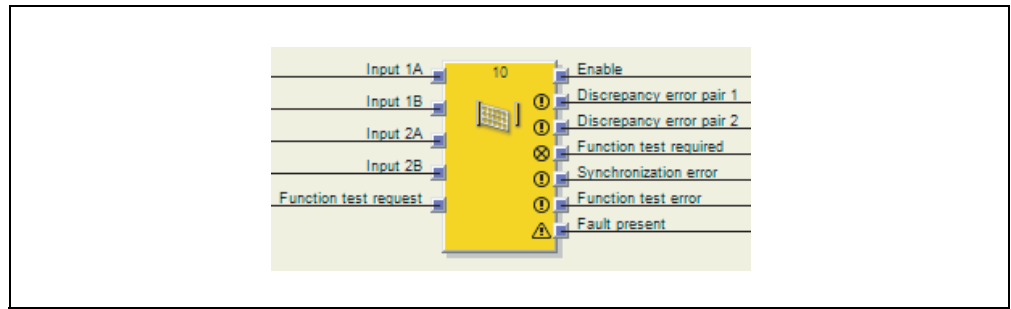 Input 1A
Input 1B
Input 2A
Input 2B
Function test request
10
Enable
Discrepancy error pair 1
Discrepancy error pair 2
Function test required
Synchronization error
Function test error
Fault present